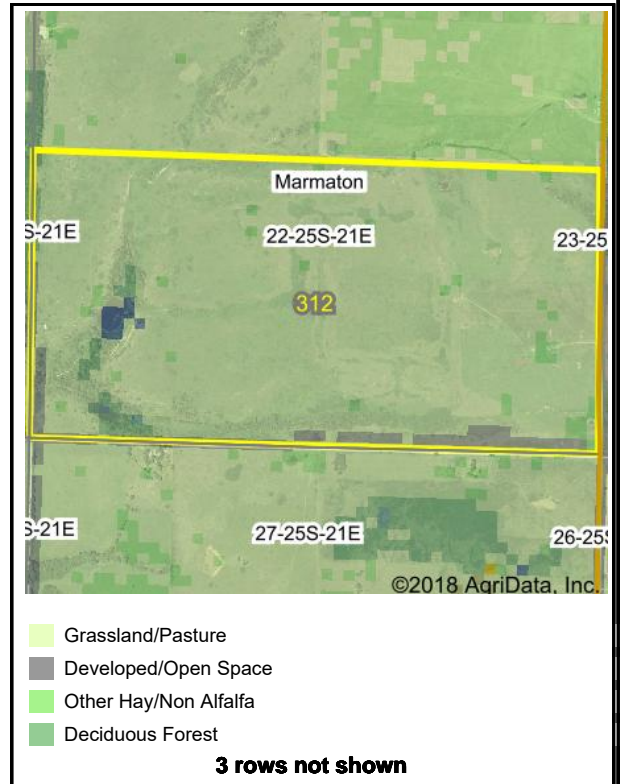 Marmaton
S-21E
22-25S-21E
23-25
312
S-21E
27-25S-21E
26-25S
©2018 AgriData, Inc.
Grassland/Pasture
Developed/Open Space
Other Hay/Non Alfalfa
Deciduous Forest
3 rows not shown